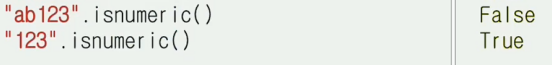 "ab123".isnumeric() False
"123".isnumeric() True